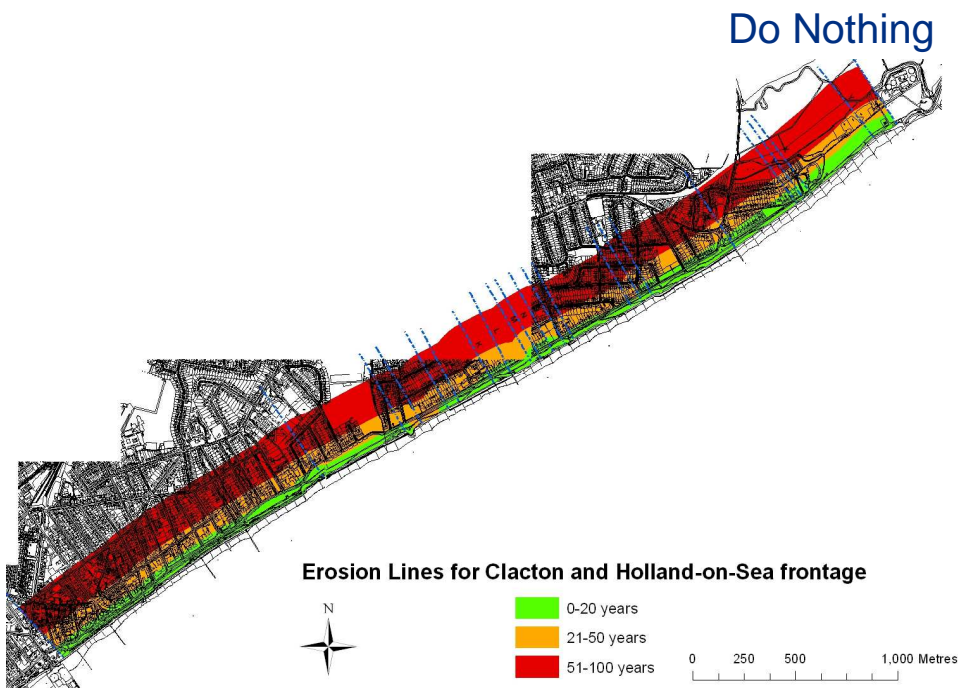 Do Nothing
Erosion Lines for Clacton and Holland-on-Sea frontage
N
0-20 years
21-50 years
51-100 years
0 250 500 1,000 Metres